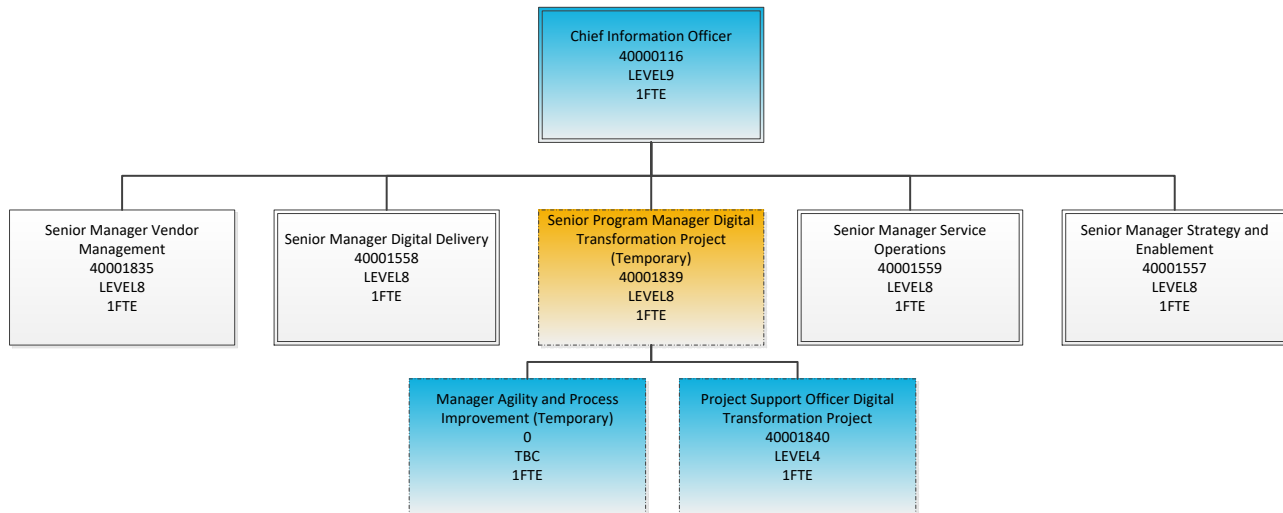 Chief Information Officer
40000116
LEVEL9
1FTE
Senior Manager Vendor
Management
40001835
LEVEL8
1FTE
Senior Manager Digital Delivery
40001558
LEVEL8
1FTE
Senior Program Manager Digital
Transformation Project
(Temporary)
40001839
LEVEL8
1FTE
Senior Manager Service
Operations
40001559
LEVEL8
1FTE
Senior Manager Strategy and
Enablement
40001557
LEVEL8
1FTE
Manager Agility and Process
Improvement (Temporary)
0
TBC
1FTE
Project Support Officer Digital
Transformation Project
40001840
LEVEL4
1FTE